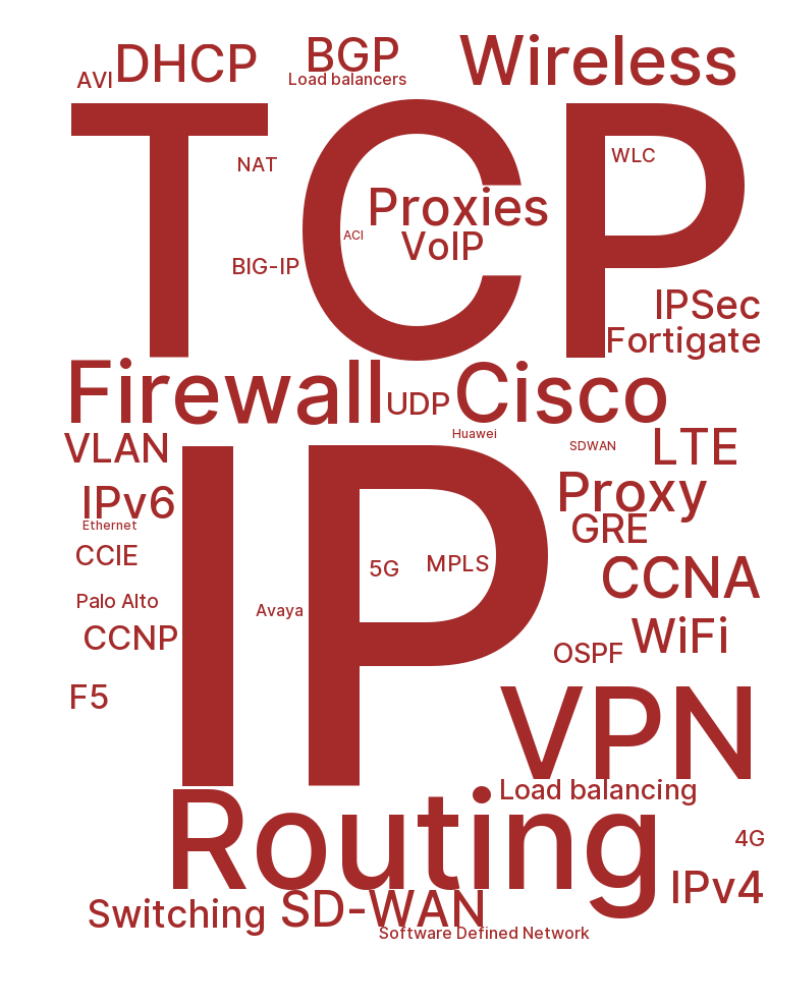 DHCP
BGP
Wireless
AVI
Load balancers
TCP
NAT
WLC
Proxies
ACI
VoIP
BIG-IP
IPSec
Fortigate
Firewall
UDP
Cisco
Huawei
VLAN
SDWAN
LTE
IP
IPv6
Proxy
Ethernet
GRE
CCIE
5G
MPLS
CCNA
Palo Alto
Avaya
CCNP
WiFi
OSPF
F5
VPN
Load balancing
Routing
4G
IPv4
Switching
SD-WAN
Software Defined Network